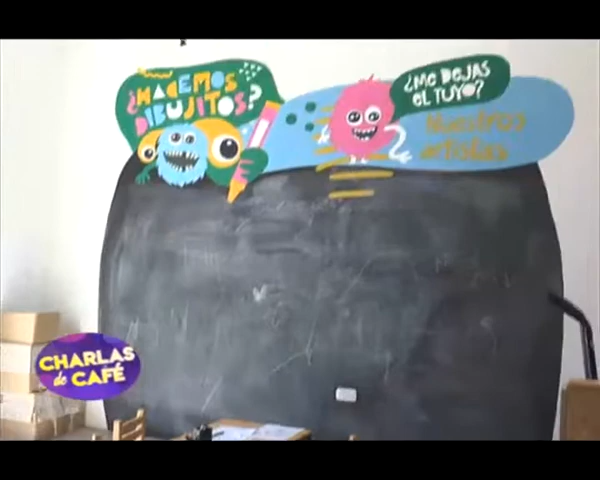 ¿HACEMOS
DIBUJITOS?
¿ME DEJAS
EL TUYO?
Nuestros
artistas
CHARLAS
de CAFÉ